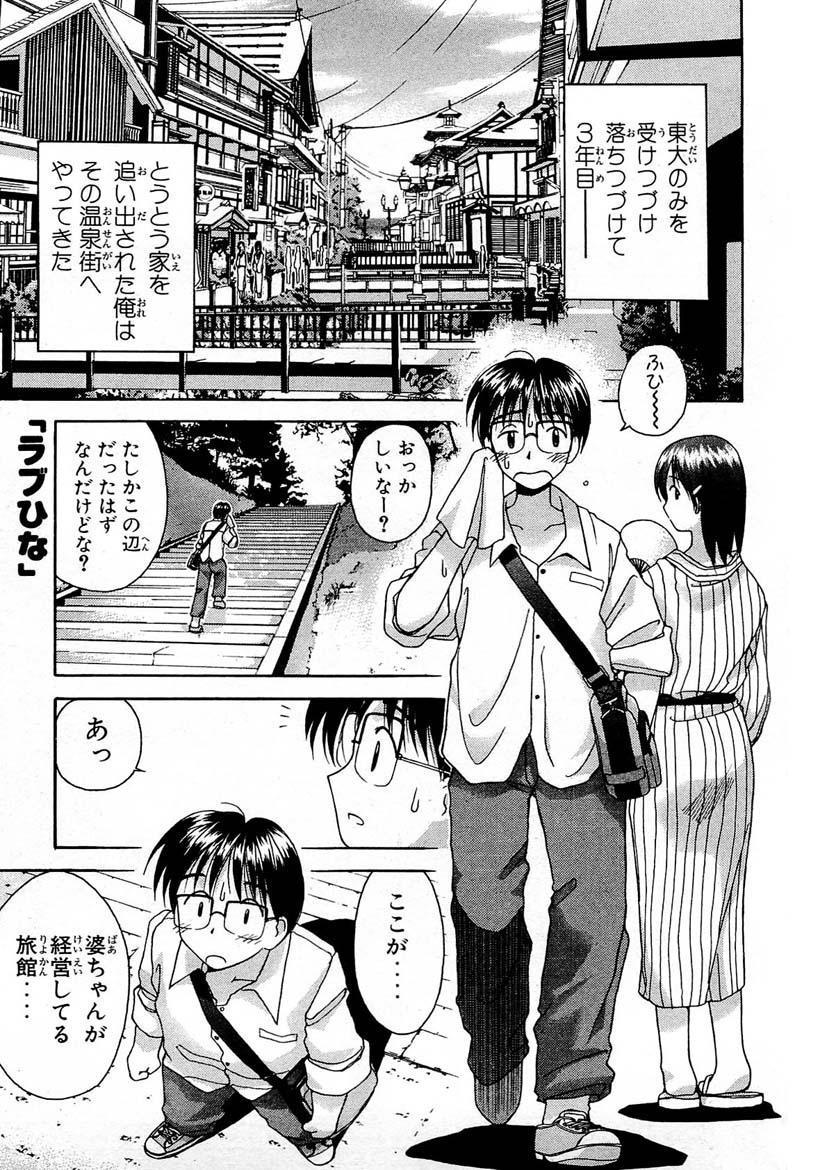 東大のみを
受けつづけ
落ちつづけて
3年目――
とうとう家を
追い出された俺は
その温泉街へ
やってきた
ふひ〜〜
おっか
しいなー?
たしかこの辺
だったはず
なんだけどな?
「ラブひな」
あっ
ここが‥‥
婆ちゃんが
経営してる
旅館‥‥